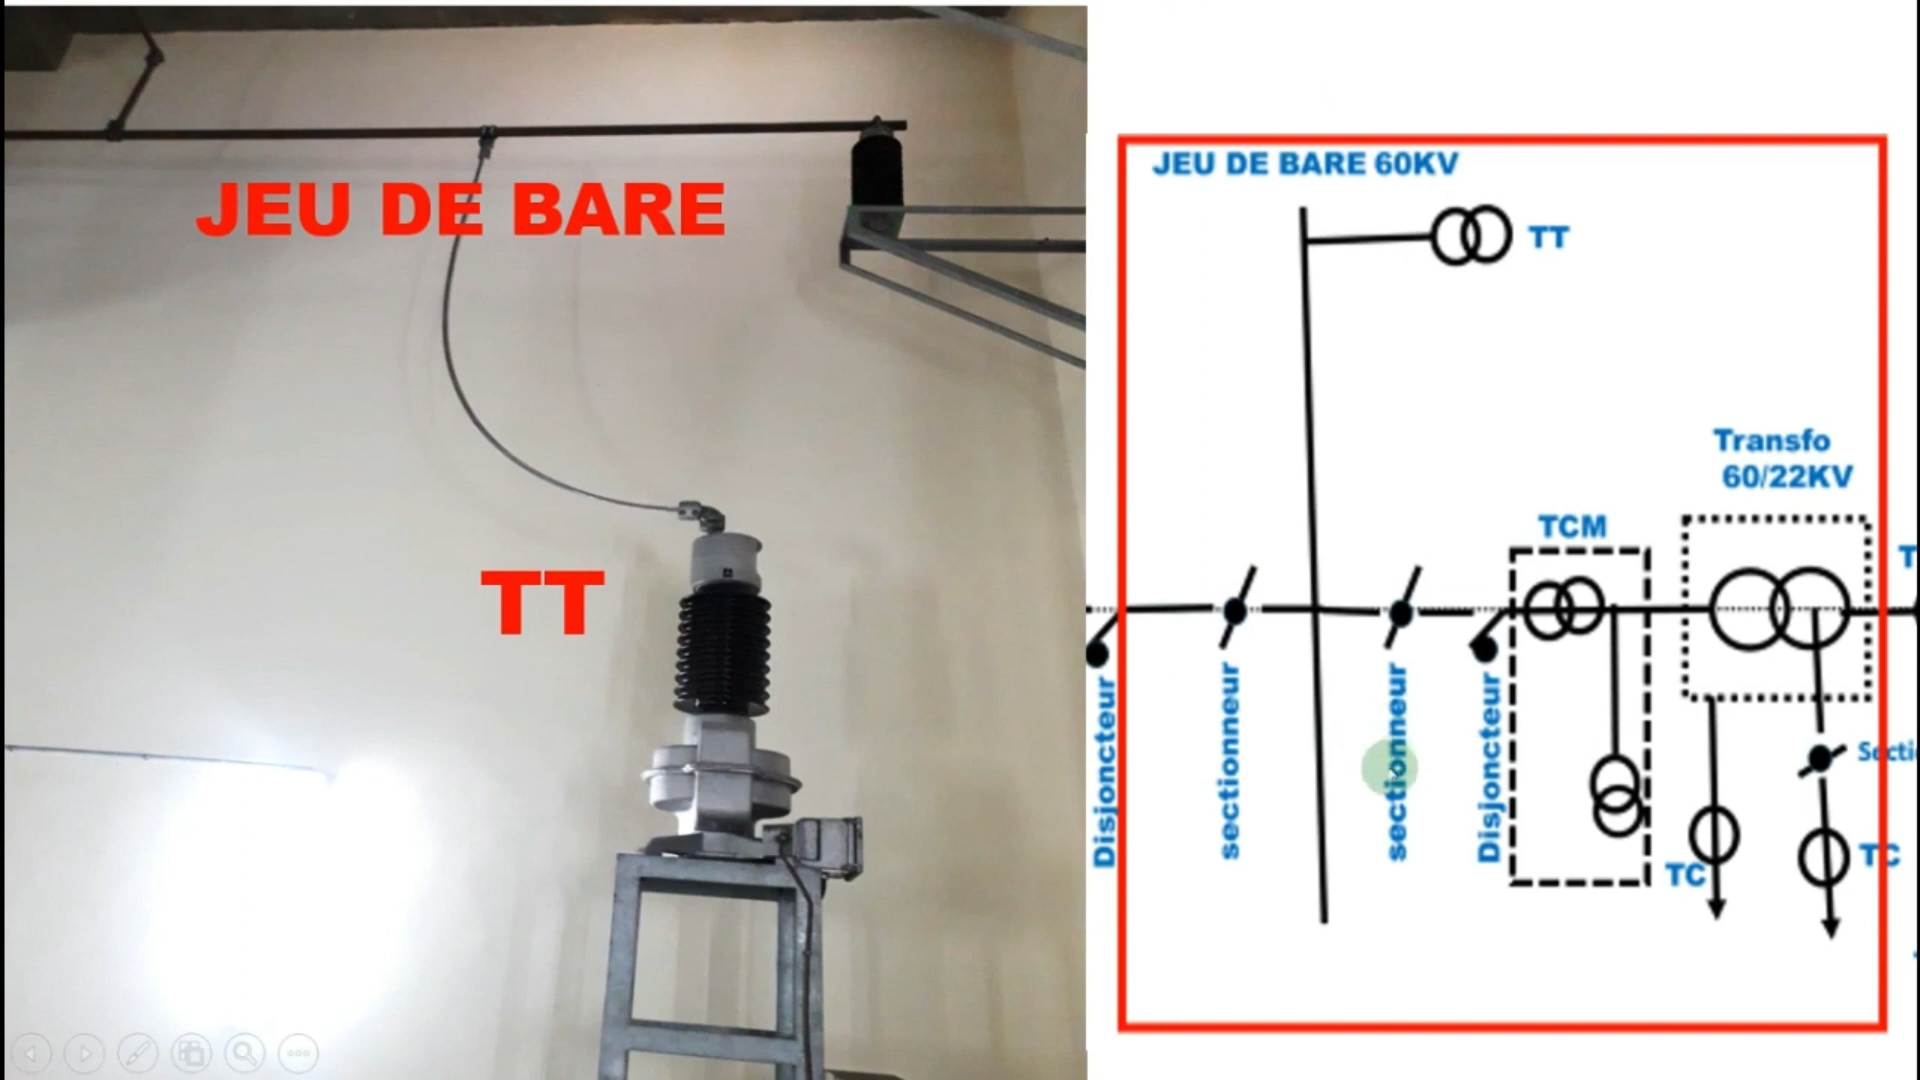 JEU DE BARE
TT
JEU DE BARE 60KV
TT
Transfo
60/22KV
TCM
Disjoncteur
sectionneur
sectionneur
Disjoncteur
TC
TC